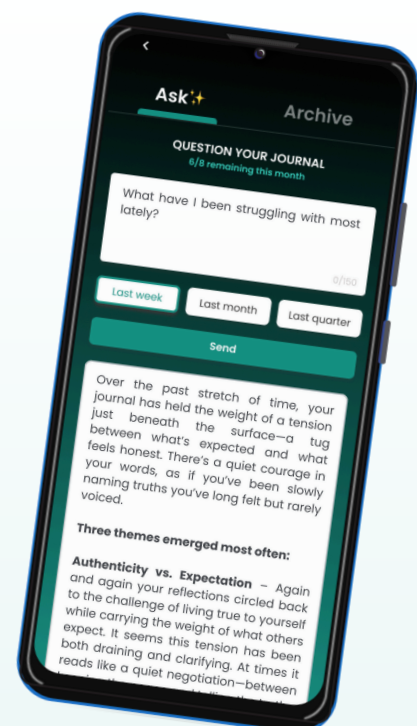 Ask✨
Archive
QUESTION YOUR JOURNAL
6/8 remaining this month
What have I been struggling with most
lately?
0/160
Last week
Last month
Last quarter
Send
Over the past stretch of time, your
journal has held the weight of a tension
just beneath the surface—a tug
between what's expected and what
feels honest. There's a quiet courage in
your words, as if you've been slowly
naming truths you've long felt but rarely
voiced.
Three themes emerged most often:
Authenticity vs. Expectation – Again
and again your reflections circled back
to the challenge of living true to yourself
while carrying the weight of what others
expect. It seems this tension has been
both draining and clarifying. At times it
reads like a quiet negotiation—between